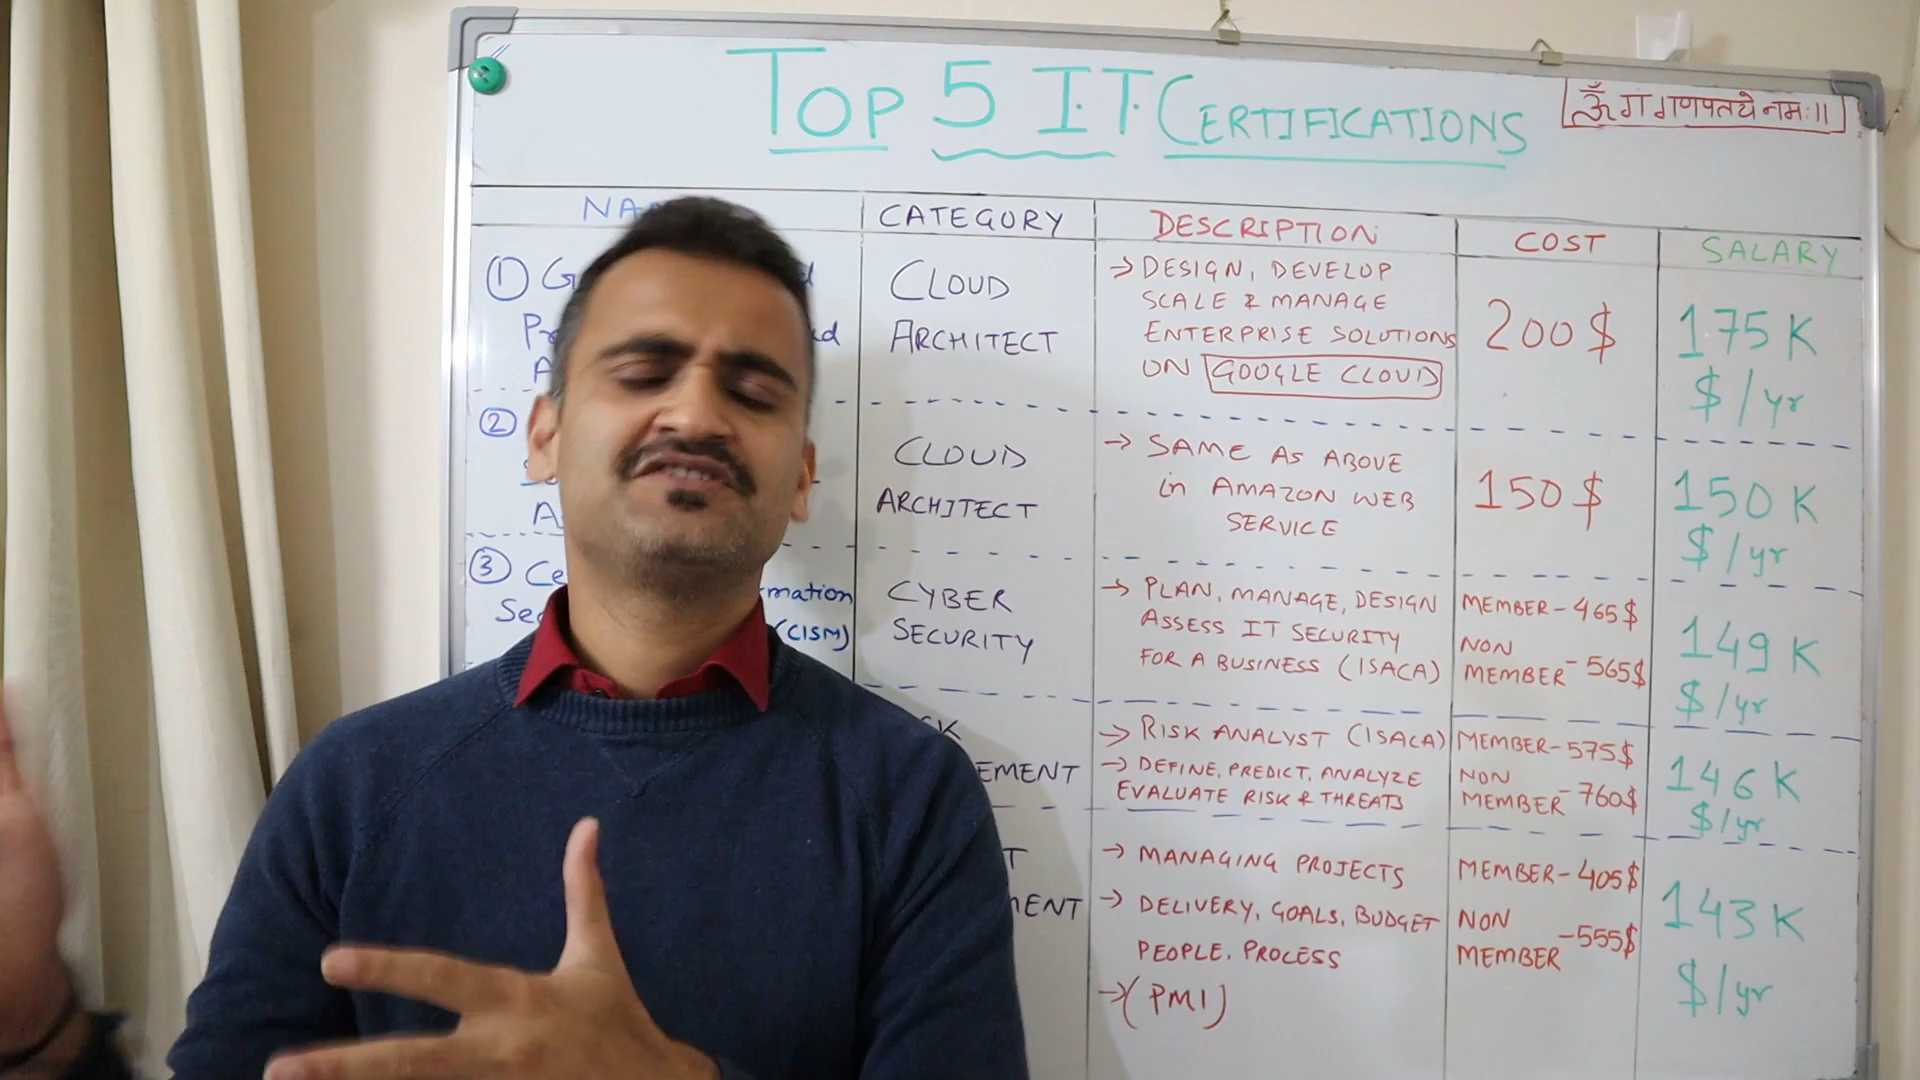 TOP 5 I.T. CERTIFICATIONS
ॐ गं गणपतये नमः॥
CATEGORY
DESCRIPTION
COST
SALARY
①
CLOUD
ARCHITECT
→ DESIGN, DEVELOP
SCALE & MANAGE
ENTERPRISE SOLUTIONS
ON GOOGLE CLOUD
200 $
175 K
$/yr
②
CLOUD
ARCHITECT
→ SAME AS ABOVE
in AMAZON WEB
SERVICE
150 $
150 K
$/yr
③
(CISM)
CYBER
SECURITY
→ PLAN, MANAGE, DESIGN
ASSESS IT SECURITY
FOR A BUSINESS (ISACA)
MEMBER - 465$
NON
MEMBER - 565$
149 K
$/yr
→ RISK ANALYST (ISACA)
→ DEFINE, PREDICT, ANALYZE
EVALUATE RISK & THREATS
MEMBER - 575$
NON
MEMBER - 760$
146 K
$/yr
→ MANAGING PROJECTS
→ DELIVERY, GOALS, BUDGET
PEOPLE, PROCESS
→ (PMI)
MEMBER - 405$
NON
MEMBER - 555$
143 K
$/yr